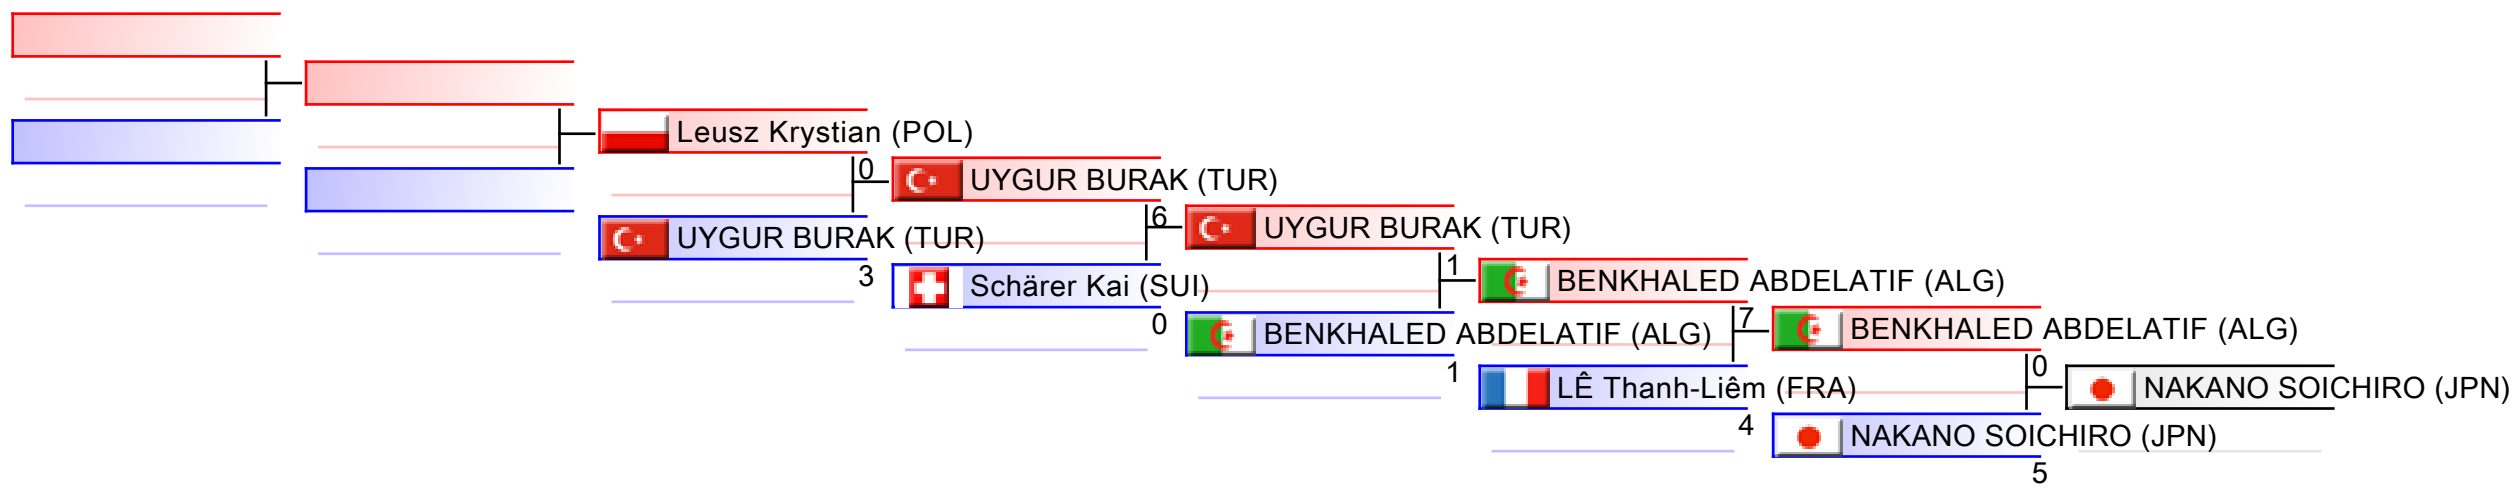 Leusz Krystian (POL)
0
UYGUR BURAK (TUR)
3
UYGUR BURAK (TUR)
6
Schärer Kai (SUI)
0
UYGUR BURAK (TUR)
1
BENKHALED ABDELATIF (ALG)
1
BENKHALED ABDELATIF (ALG)
7
LÊ Thanh-Liêm (FRA)
4
BENKHALED ABDELATIF (ALG)
0
NAKANO SOICHIRO (JPN)
5
NAKANO SOICHIRO (JPN)